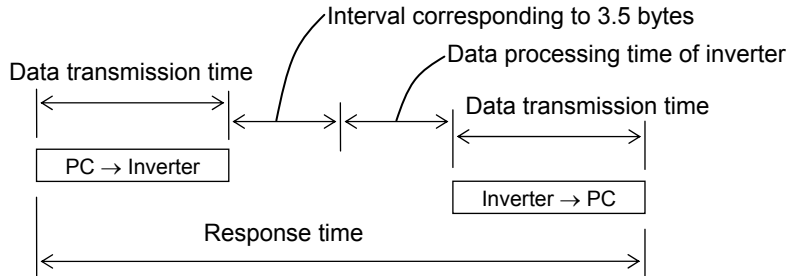 Interval corresponding to 3.5 bytes
Data processing time of inverter
Data transmission time
Data transmission time
PC → Inverter
Inverter → PC
Response time